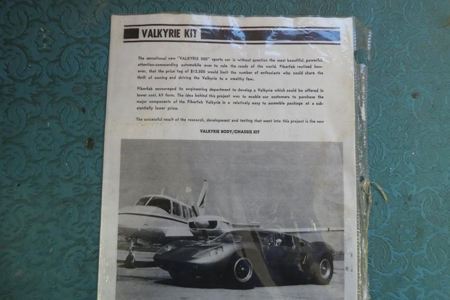 VALKYRIE KIT
The sensational new "VALKYRIE 500" sports car is without question the most beautiful, powerful,
attention-commanding automobile ever to rule the roads of the world. Fiberfab realized how-
ever, that the price tag of $12,500 would limit the number of enthusiasts who could share the
thrill of owning and driving the Valkyrie to a wealthy few.
Fiberfab encouraged its engineering department to develop a Valkyrie which could be offered in
lower cost, kit form. The idea behind this project was to enable our customers to purchase the
major components of the Fiberfab Valkyrie in a relatively easy to assemble package at a sub-
stantially lower price.
The successful result of the research, development and testing that went into this project is the new
VALKYRIE BODY/CHASSIS KIT